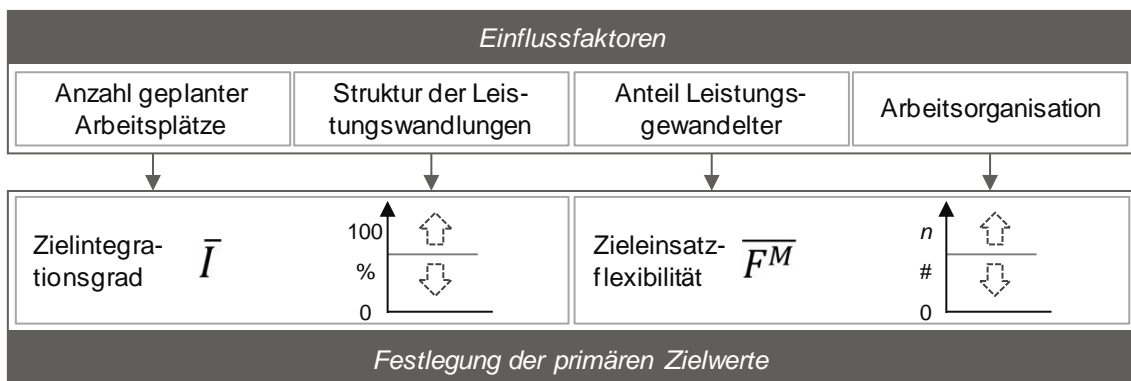 Einflussfaktoren
Anzahl geplanter
Arbeitsplätze
Struktur der Leis-
tungswandlungen
Anteil Leistungs-
gewandelter
Arbeitsorganisation
Zielintegra-
tionsgrad
Ī
100
%
0
Zieleinsatz-
flexibilität
$\overline{F^M}$
n
#
0
Festlegung der primären Zielwerte